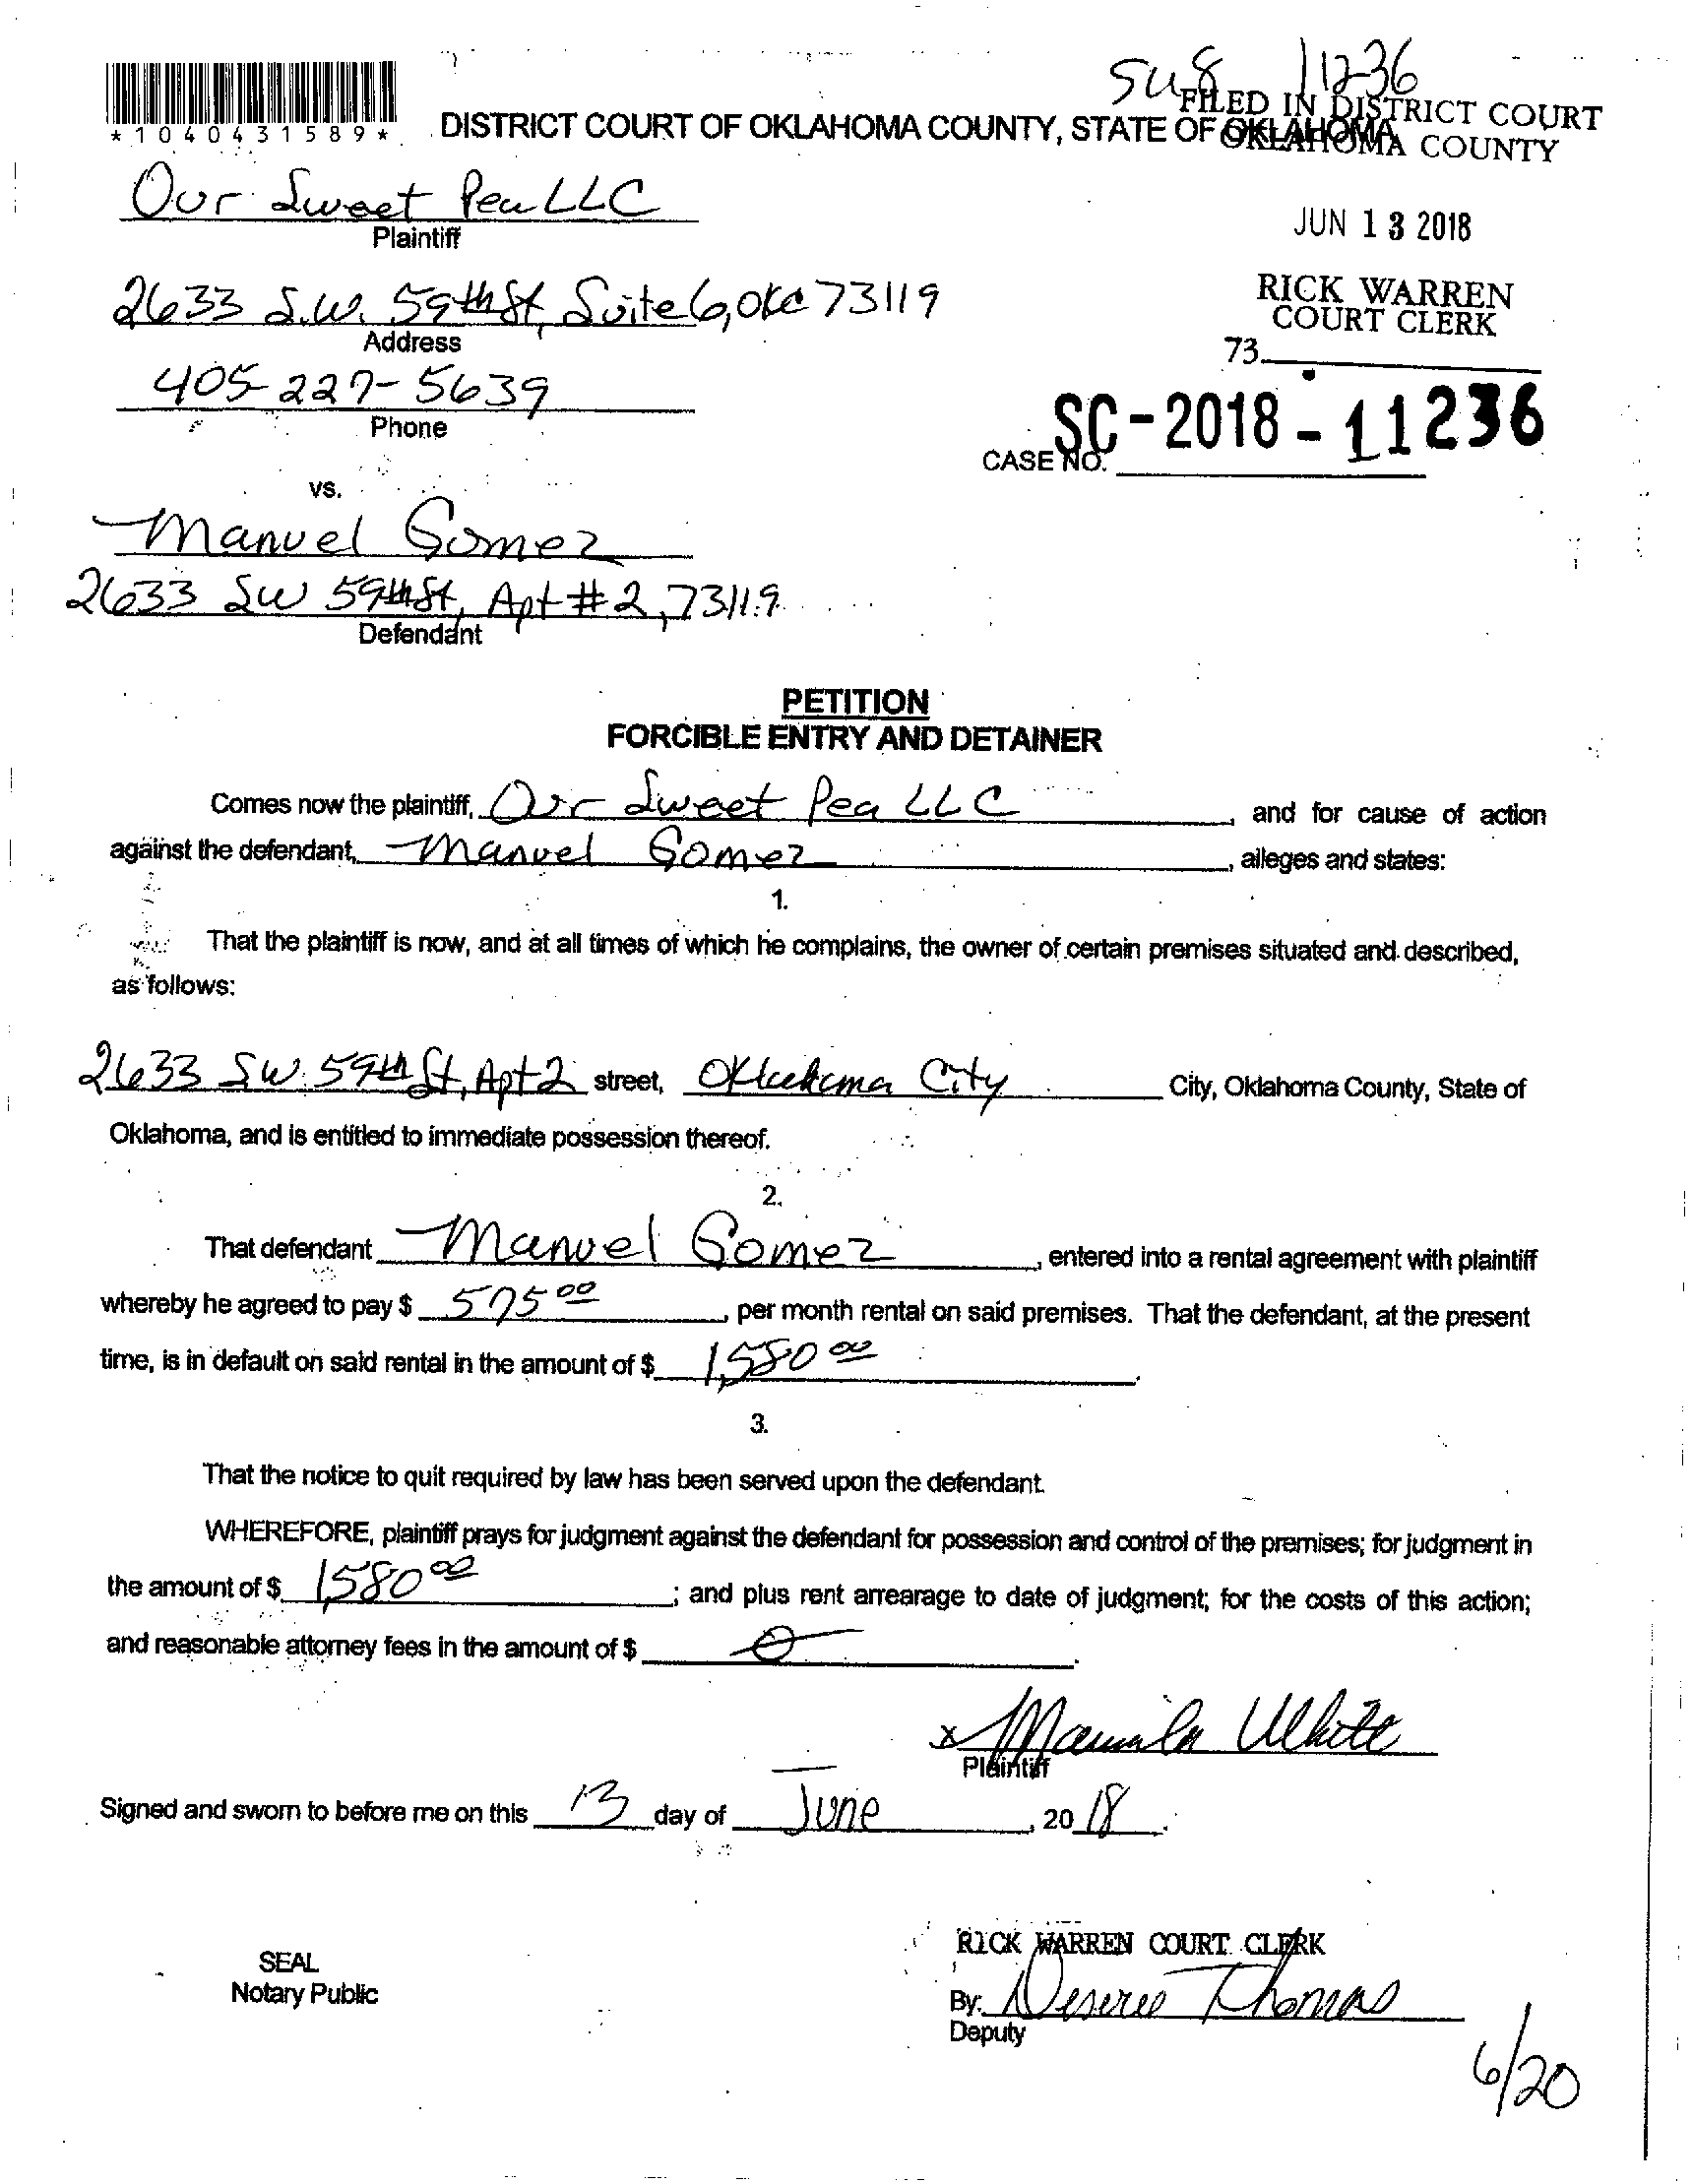 *1040431589*
DISTRICT COURT OF OKLAHOMA COUNTY, STATE OF OKLAHOMA
FILED IN DISTRICT COURT
OKLAHOMA COUNTY
Our Sweet Pea LLC
Plaintiff
JUN 13 2018
2633 S.W. 59th St, Suite 6, OKC 73119
Address
RICK WARREN
COURT CLERK
73
405-227-5639
Phone
SC-2018-11236
CASE NO.
vs.
Manuel Gomez
2633 SW 59th St, Apt #2, 73119
Defendant
PETITION
FORCIBLE ENTRY AND DETAINER
Comes now the plaintiff, Our Sweet Pea LLC, and for cause of action
against the defendant, Manuel Gomez, alleges and states:
1.
That the plaintiff is now, and at all times of which he complains, the owner of certain premises situated and described,
as follows:
2633 SW 59th St, Apt 2 street, Oklahoma City City, Oklahoma County, State of
Oklahoma, and is entitled to immediate possession thereof.
2.
That defendant Manuel Gomez, entered into a rental agreement with plaintiff
whereby he agreed to pay $ 575 00, per month rental on said premises. That the defendant, at the present
time, is in default on said rental in the amount of $ 1,580 00.
3.
That the notice to quit required by law has been served upon the defendant.
WHEREFORE, plaintiff prays for judgment against the defendant for possession and control of the premises; for judgment in
the amount of $ 1,580 00; and plus rent arrearage to date of judgment; for the costs of this action;
and reasonable attorney fees in the amount of $ 0.
x White
Plaintiff
Signed and sworn to before me on this 13 day of June, 20 18.
RICK WARREN COURT CLERK
SEAL
Notary Public
By: Deseree Thomas
Deputy
6/20